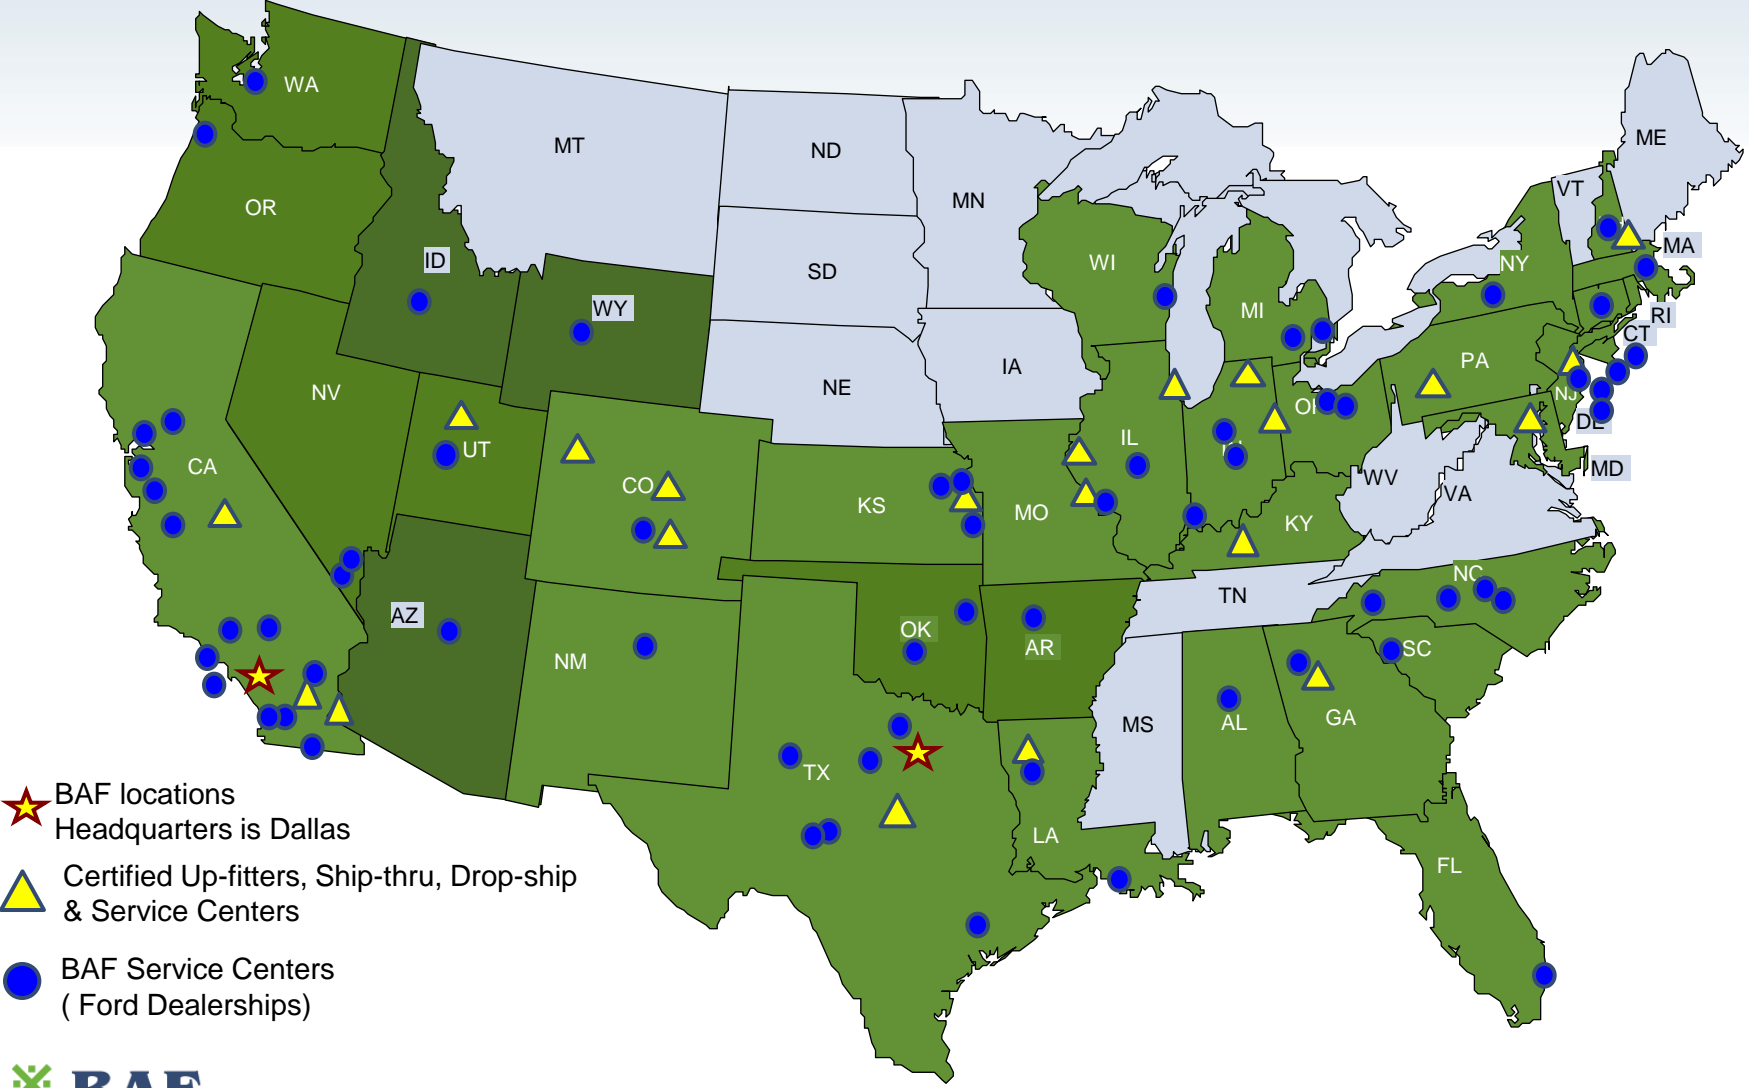 WA
MT
ND
ME
VT
OR
MN
ID
SD
WI
NY
MA
WY
MI
RI
CT
NV
NE
IA
PA
NJ
UT
IL
DE
CA
CO
KS
MO
KY
WV
VA
MD
AZ
NM
OK
AR
TN
NC
SC
TX
MS
AL
GA
LA
FL
BAF locations
Headquarters is Dallas
Certified Up-fitters, Ship-thru, Drop-ship
& Service Centers
BAF Service Centers
( Ford Dealerships)
BAF